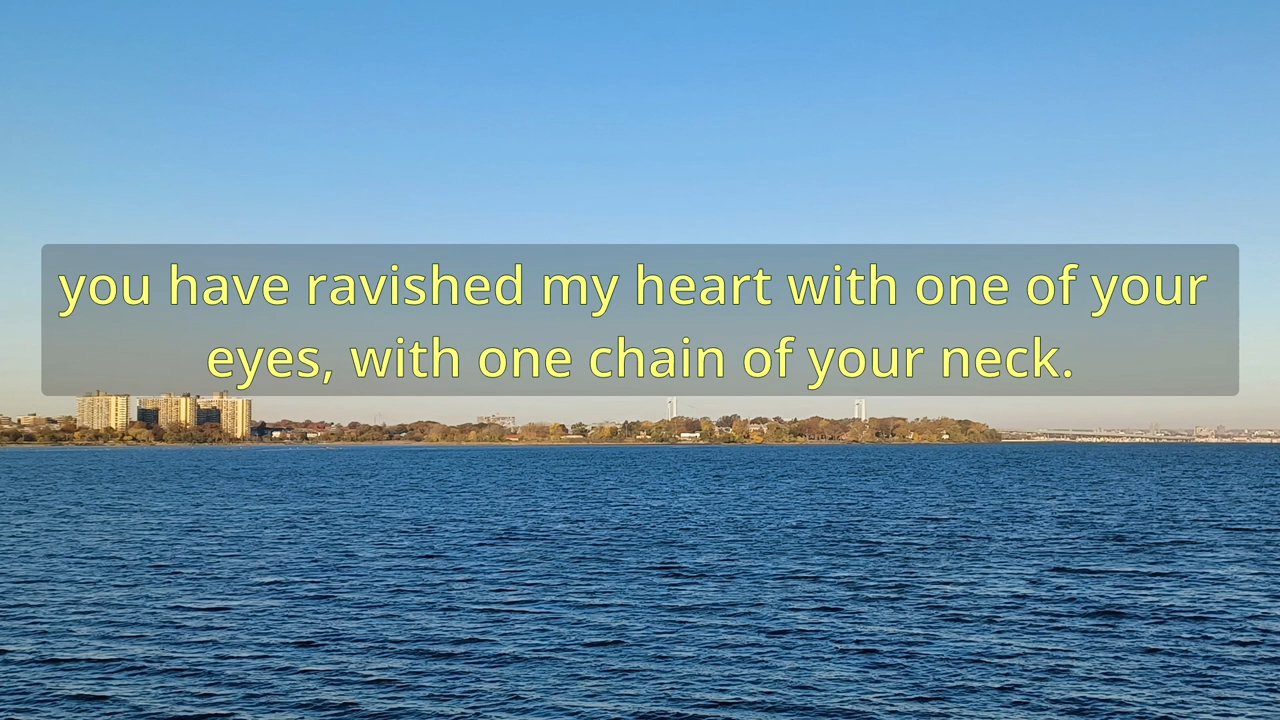 you have ravished my heart with one of your
eyes, with one chain of your neck.